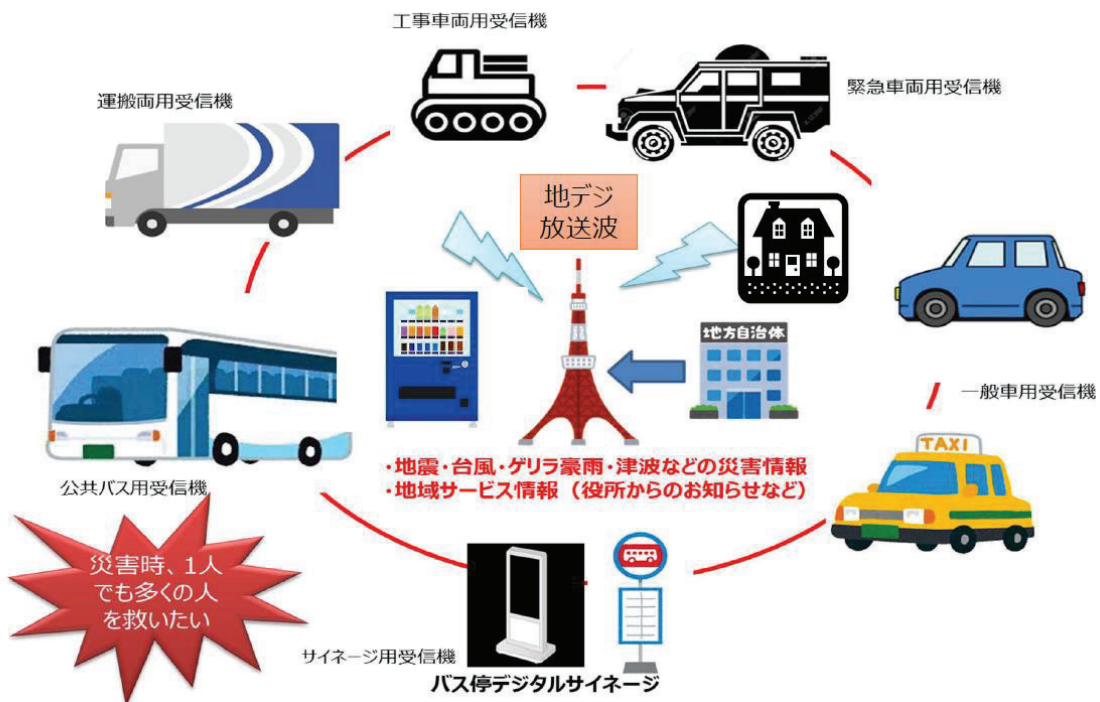 工事車両用受信機
緊急車両用受信機
運搬両用受信機
地デジ
放送波
地方自治体
一般車用受信機
TAXI
・地震・台風・ゲリラ豪雨・津波などの災害情報
・地域サービス情報（役所からのお知らせなど）
公共バス用受信機
災害時、1人
でも多くの人
を救いたい
サイネージ用受信機
バス停デジタルサイネージ